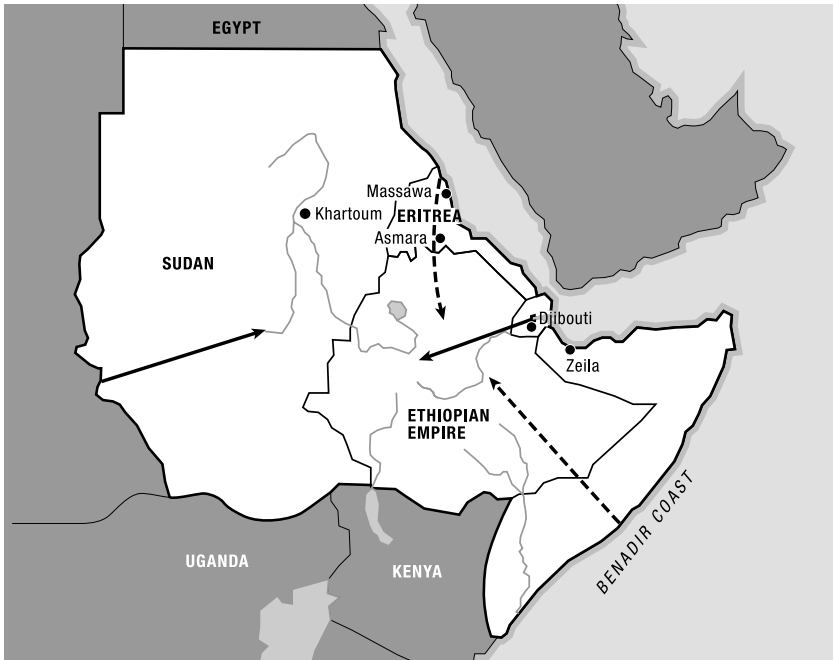 EGYPT
Massawa
Khartoum
ERITREA
Asmara
SUDAN
Djibouti
Zeila
ETHIOPIAN
EMPIRE
BENADIR COAST
UGANDA
KENYA